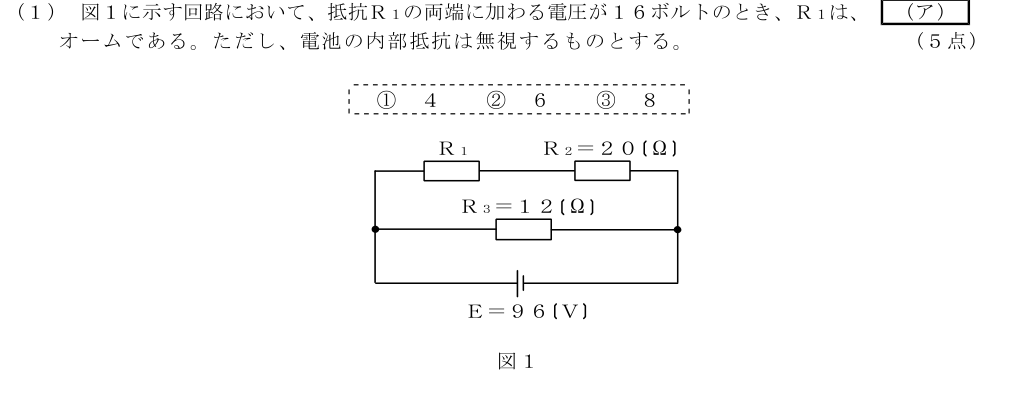 （１） 図１に示す回路において、抵抗Ｒ₁の両端に加わる電圧が１６ボルトのとき、Ｒ₁は、 （ア）
オームである。ただし、電池の内部抵抗は無視するものとする。 （５点）
① ４ ② ６ ③ ８
Ｒ₁ Ｒ₂＝２０〔Ω〕
Ｒ₃＝１２〔Ω〕
Ｅ＝９６〔Ｖ〕
図１